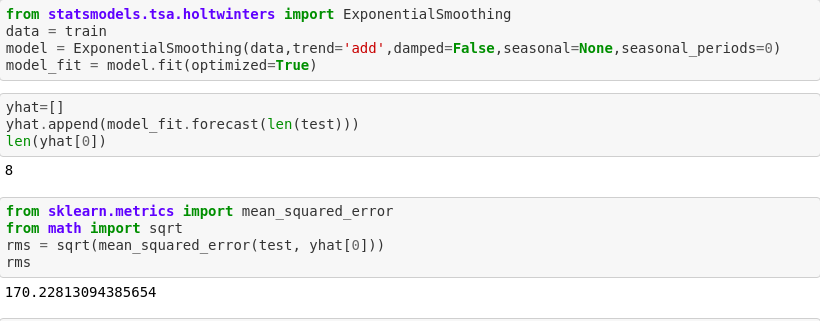 from statsmodels.tsa.holtwinters import ExponentialSmoothing
data = train
model = ExponentialSmoothing(data,trend='add',damped=False,seasonal=None,seasonal_periods=0)
model_fit = model.fit(optimized=True)
yhat=[]
yhat.append(model_fit.forecast(len(test)))
len(yhat[0])
8
from sklearn.metrics import mean_squared_error
from math import sqrt
rms = sqrt(mean_squared_error(test, yhat[0]))
rms
170.22813094385654